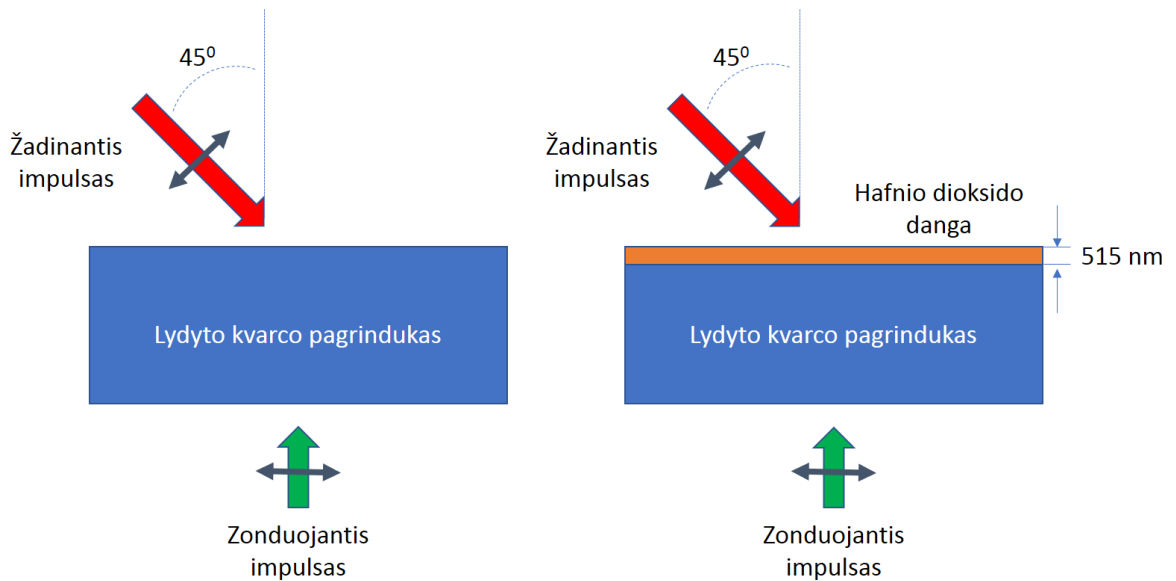 45⁰
Žadinantis
impulsas
Lydyto kvarco pagrindukas
Zonduojantis
impulsas
45⁰
Žadinantis
impulsas
Hafnio dioksido
danga
515 nm
Lydyto kvarco pagrindukas
Zonduojantis
impulsas